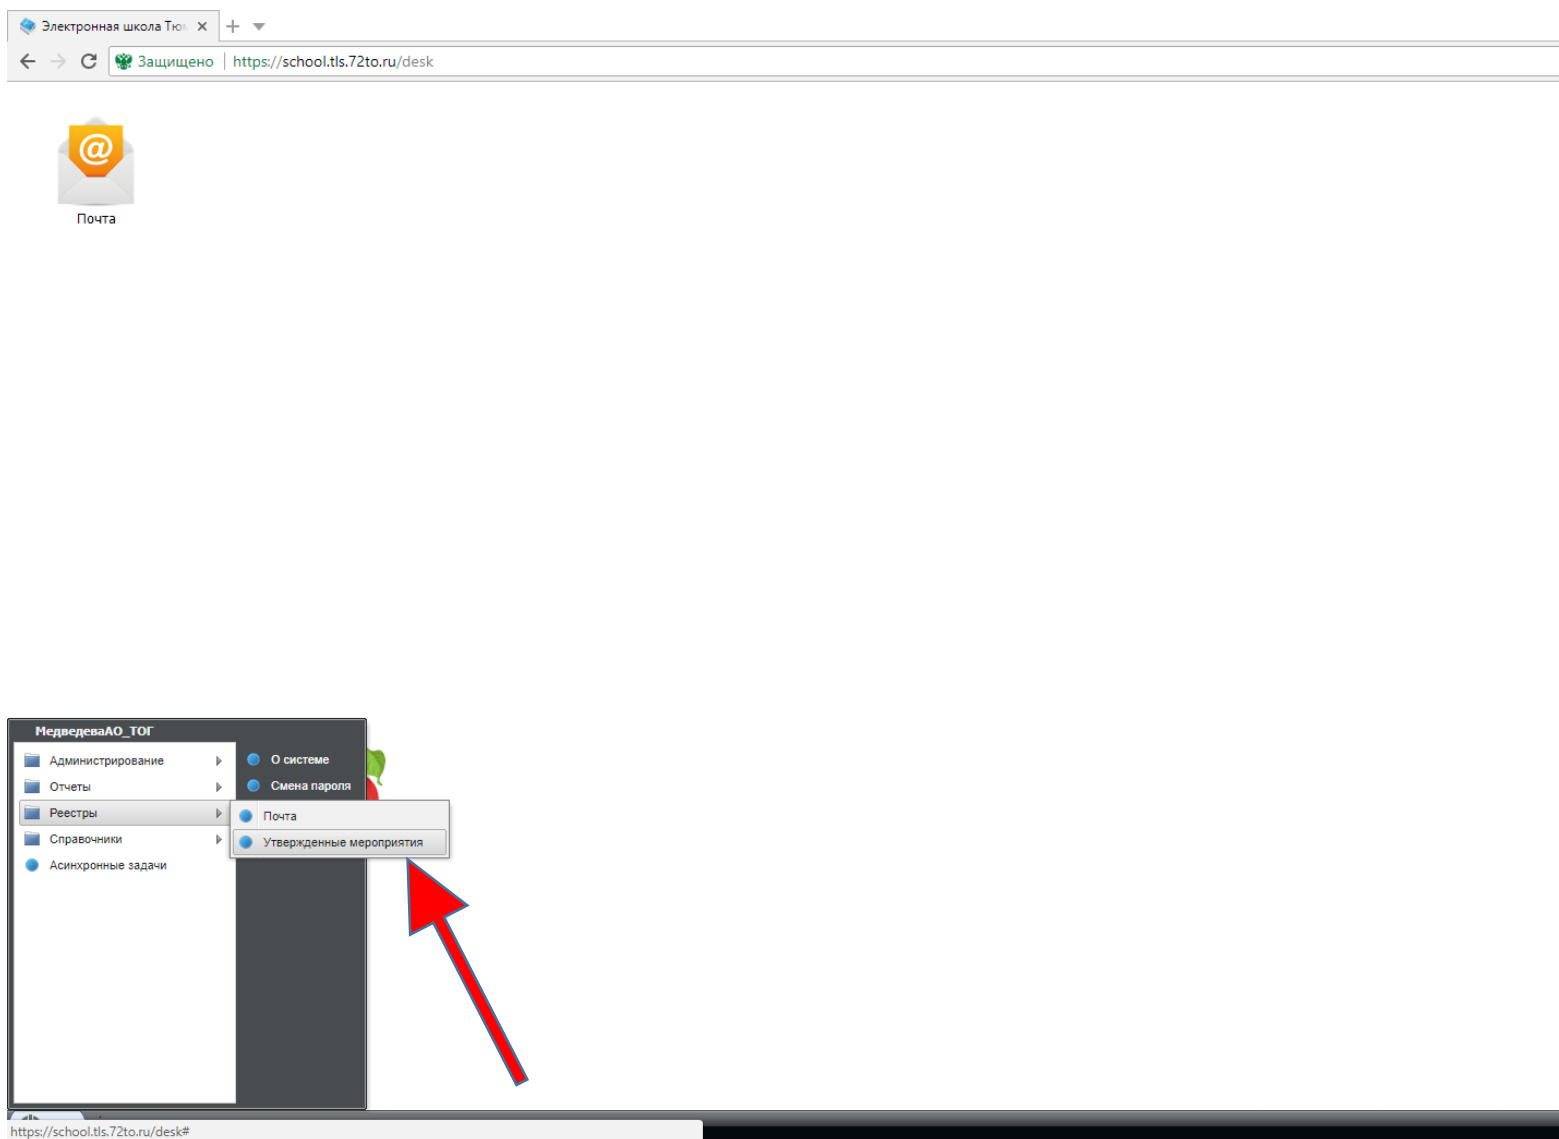 Электронная школа Тюм
Защищено | https://school.tls.72to.ru/desk
@
Почта
МедведеваАО_ТОГ
Администрирование
Отчеты
Реестры
Справочники
Асинхронные задачи
О системе
Смена пароля
Почта
Утвержденные мероприятия
https://school.tls.72to.ru/desk#